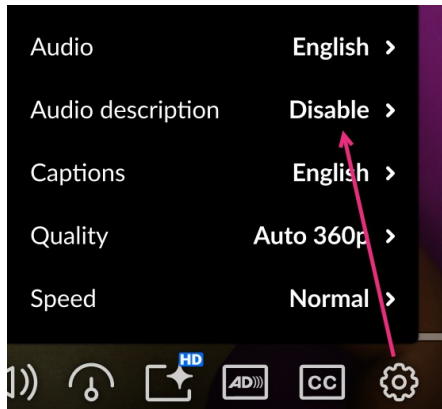 Audio English
Audio description Disable
Captions English
Quality Auto 360p
Speed Normal
HD
AD
CC